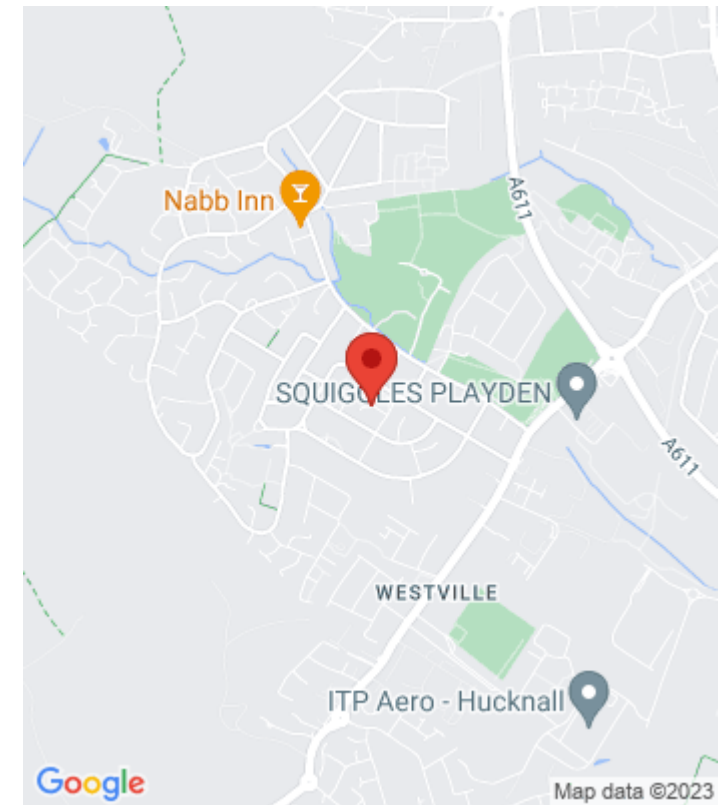 A611
Nabb Inn
SQUIGGLES PLAYDEN
A611
WESTVILLE
ITP Aero - Hucknall
Google
Map data ©2023